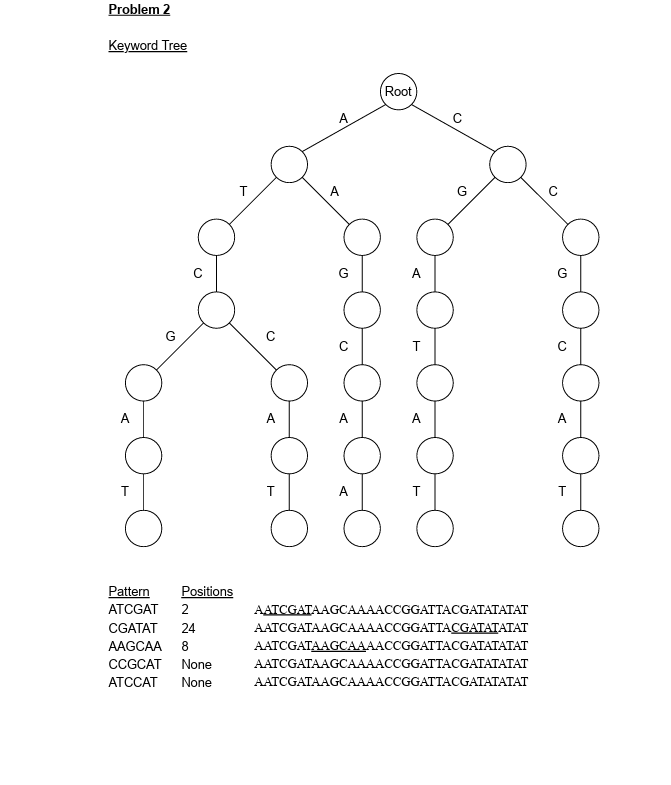 Problem 2
Keyword Tree
Root
A C
T A G C
C G A G
G C C T C
A A A A A
T T A T T
Pattern Positions
ATCGAT 2 AATCGATAAGCAAAACCGGATTACGATATATAT
CGATAT 24 AATCGATAAGCAAAACCGGATTACGATATATAT
AAGCAA 8 AATCGATAAGCAAAACCGGATTACGATATATAT
CCGCAT None AATCGATAAGCAAAACCGGATTACGATATATAT
ATCCAT None AATCGATAAGCAAAACCGGATTACGATATATAT